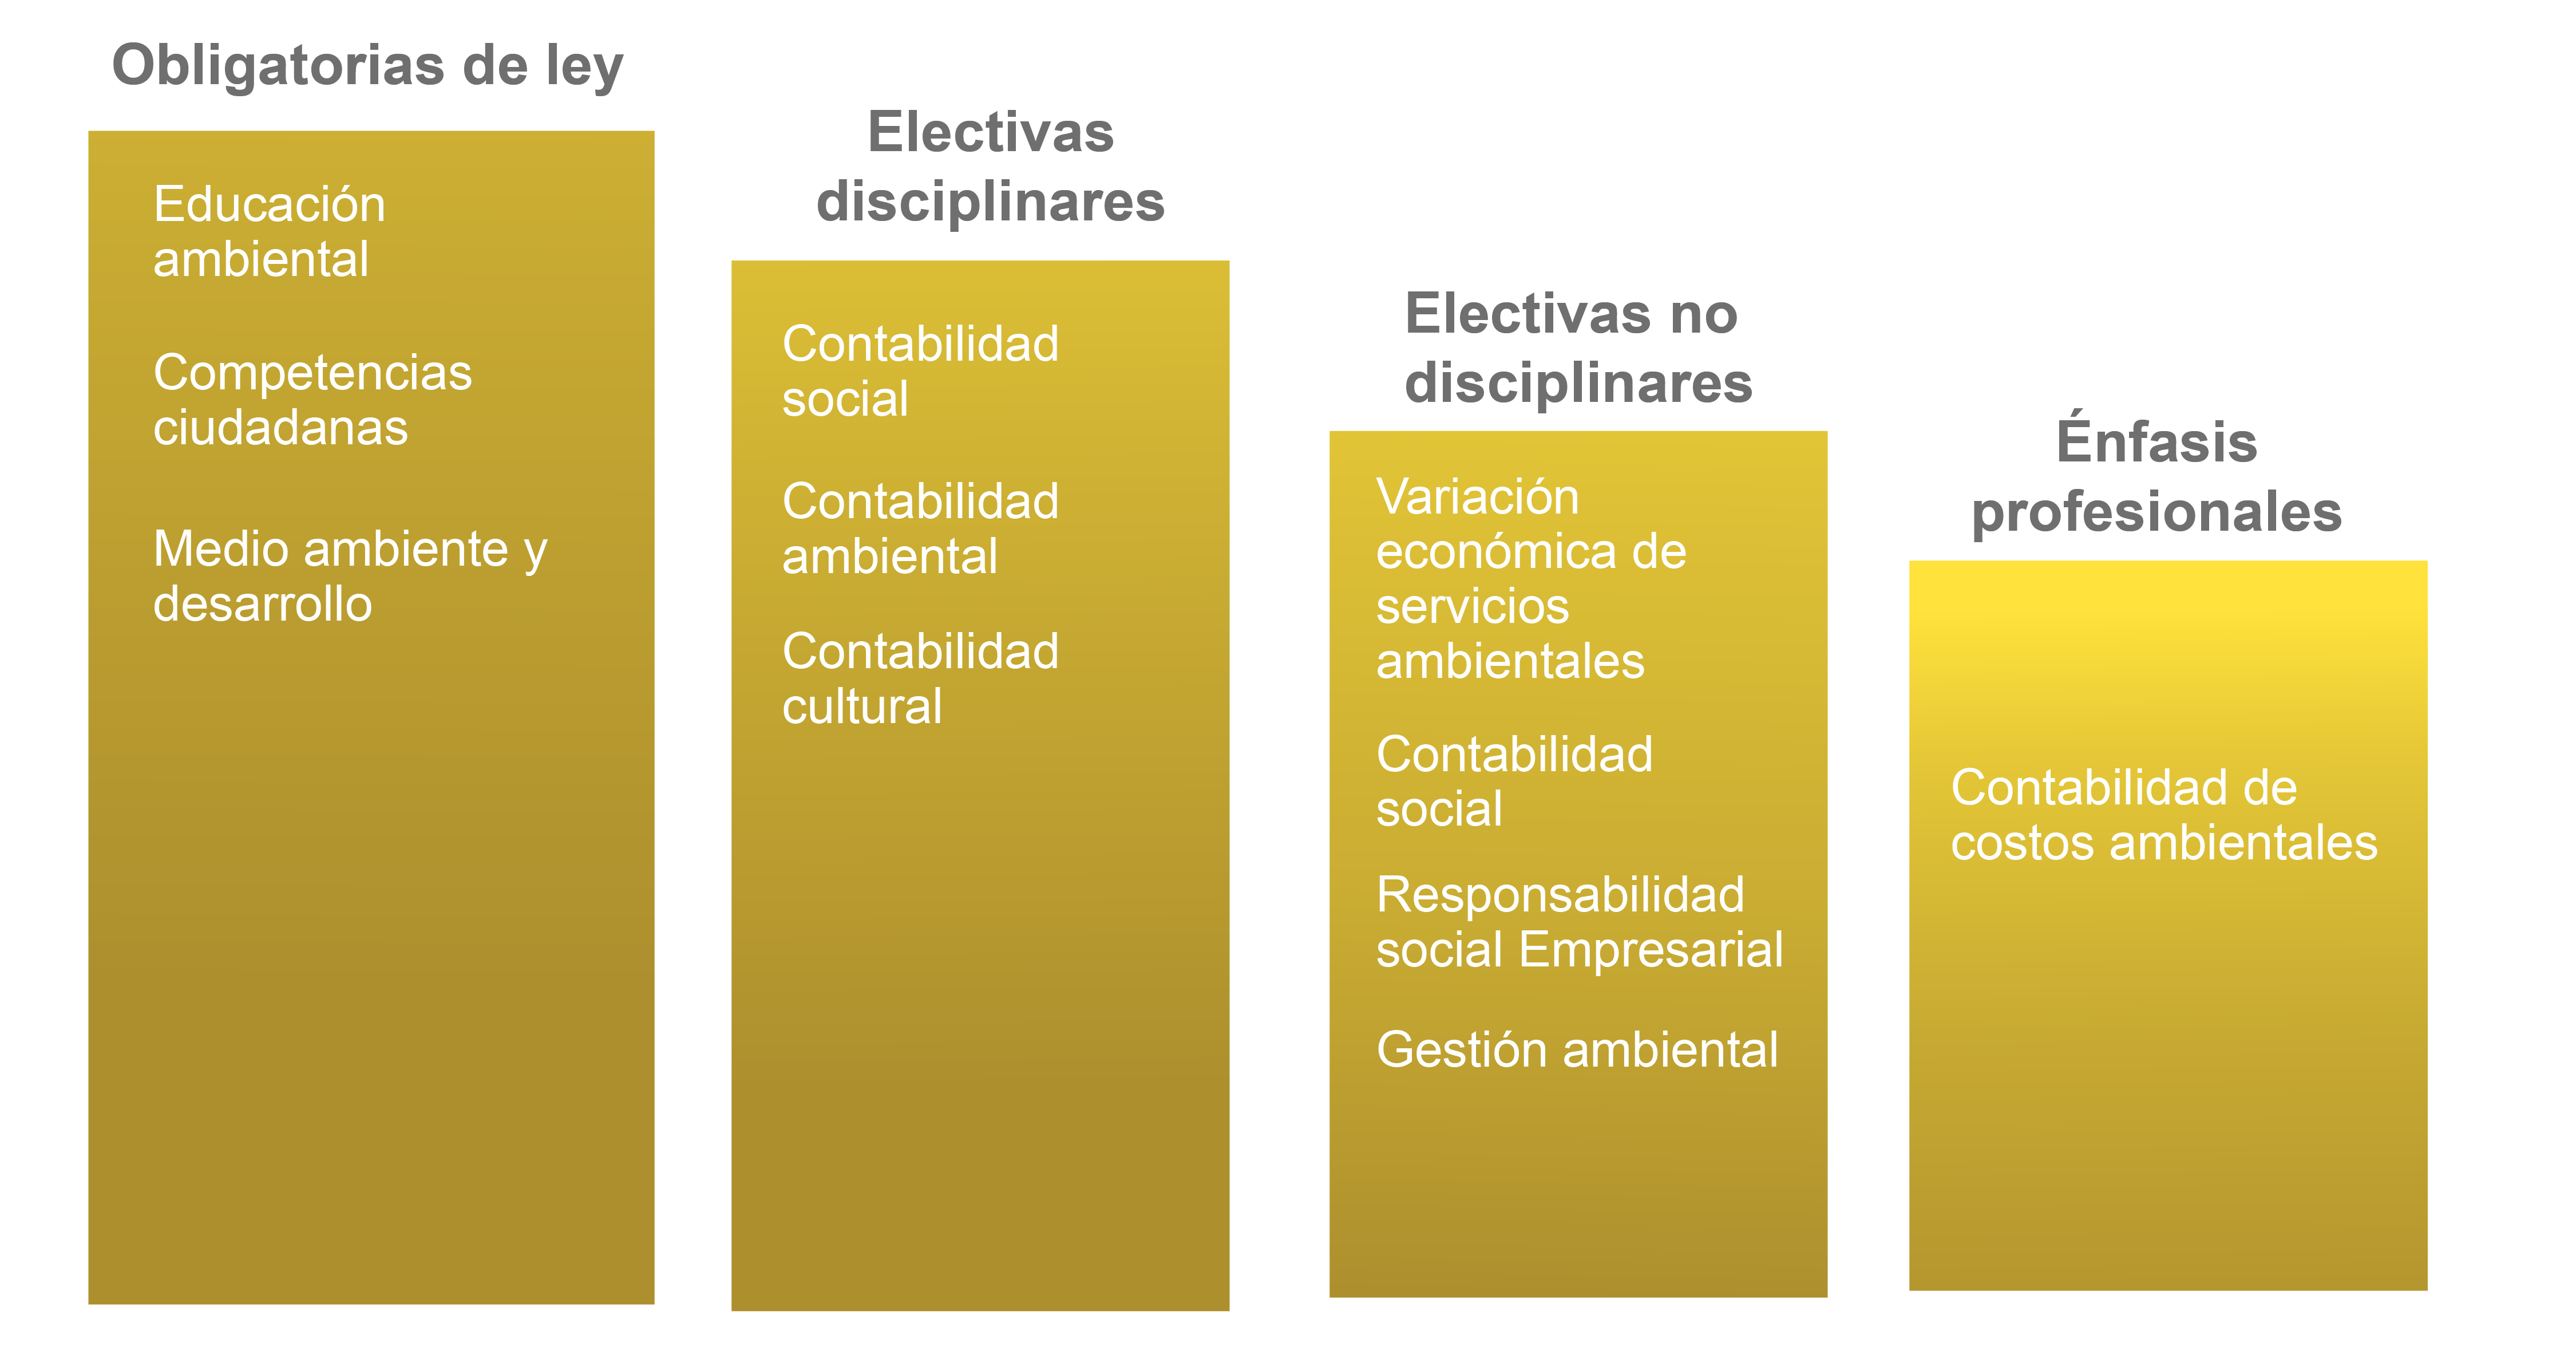 Obligatorias de ley
Educación
ambiental
Competencias
ciudadanas
Medio ambiente y
desarrollo
Electivas
disciplinares
Contabilidad
social
Contabilidad
ambiental
Contabilidad
cultural
Electivas no
disciplinares
Variación
económica de
servicios
ambientales
Contabilidad
social
Responsabilidad
social Empresarial
Gestión ambiental
Énfasis
profesionales
Contabilidad de
costos ambientales